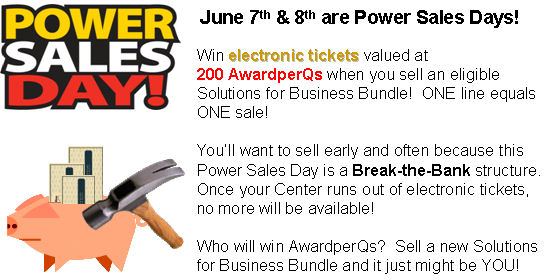 POWER
SALES
DAY!
June 7th & 8th are Power Sales Days!
Win electronic tickets valued at
200 AwardperQs when you sell an eligible
Solutions for Business Bundle! ONE line equals
ONE sale!
You'll want to sell early and often because this
Power Sales Day is a Break-the-Bank structure.
Once your Center runs out of electronic tickets,
no more will be available!
Who will win AwardperQs? Sell a new Solutions
for Business Bundle and it just might be YOU!